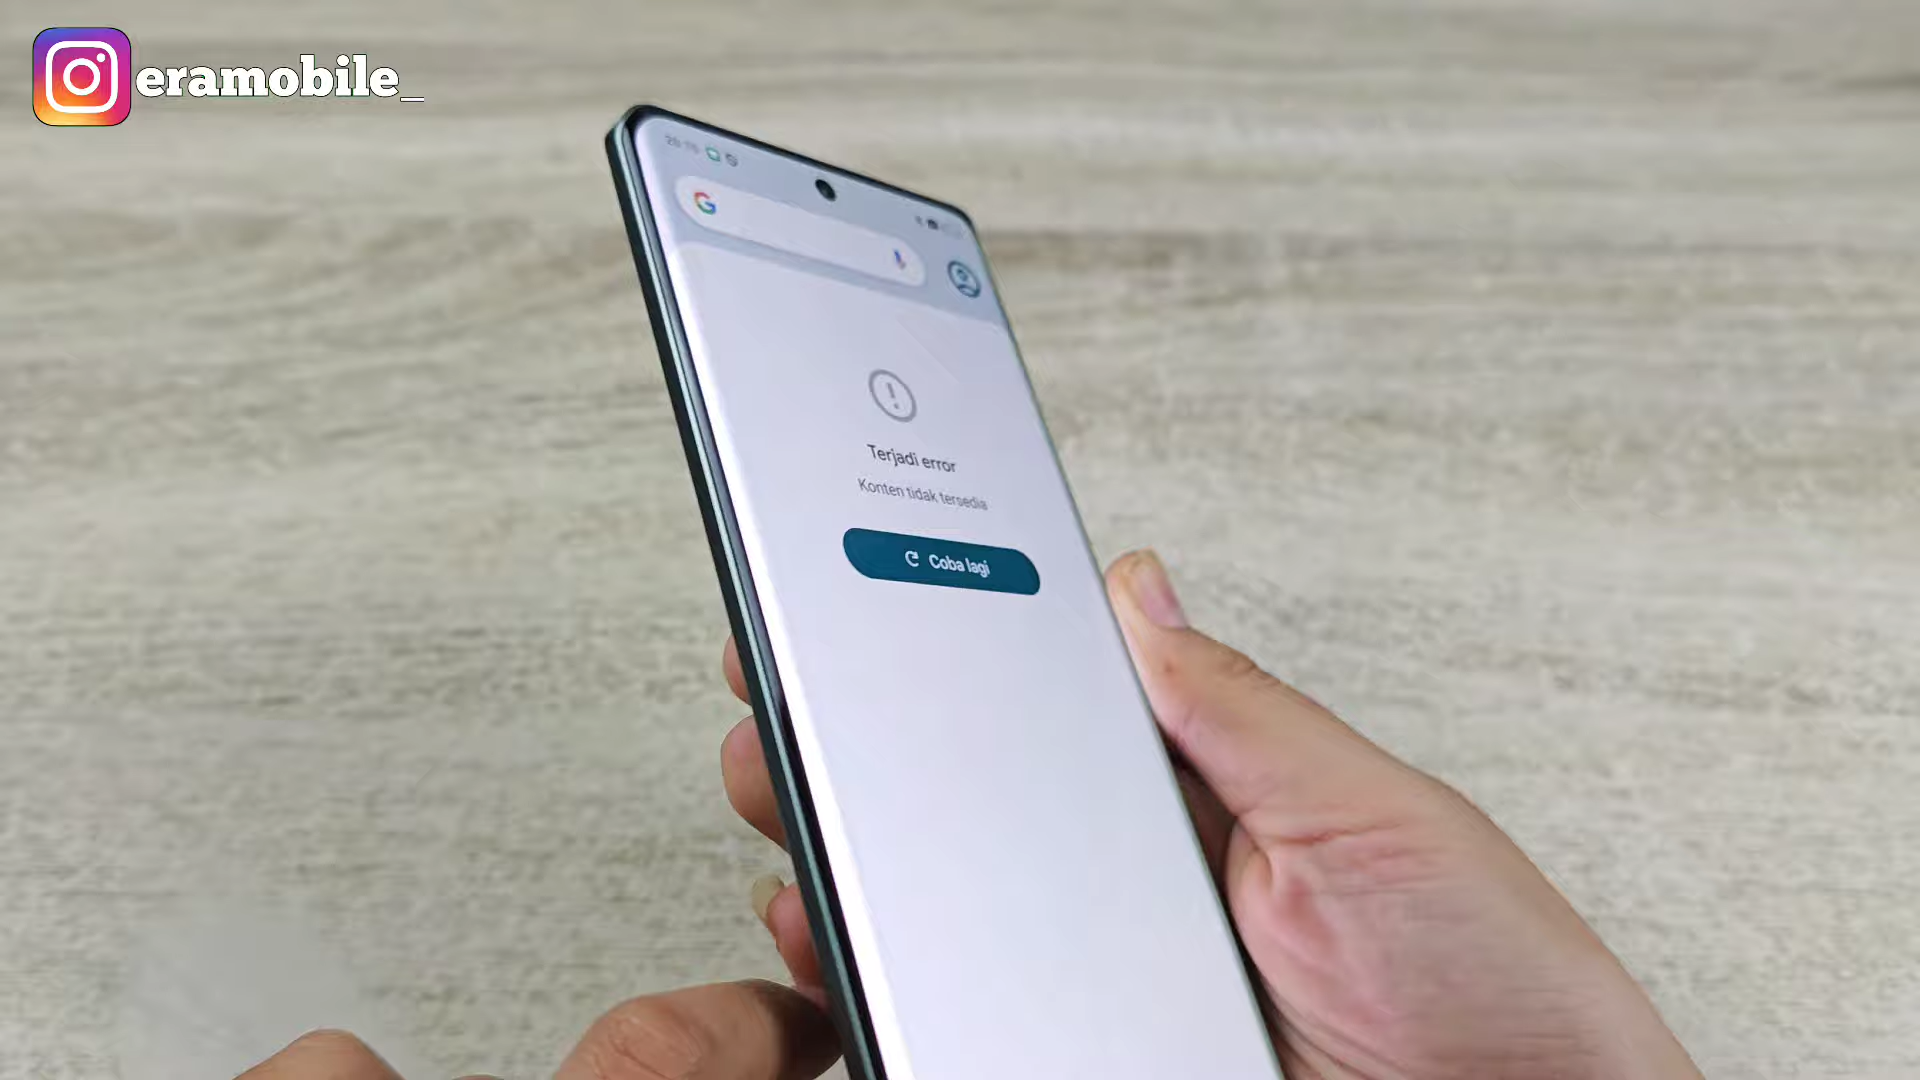 eramobile_
Terjadi error
Konten tidak tersedia
Coba lagi